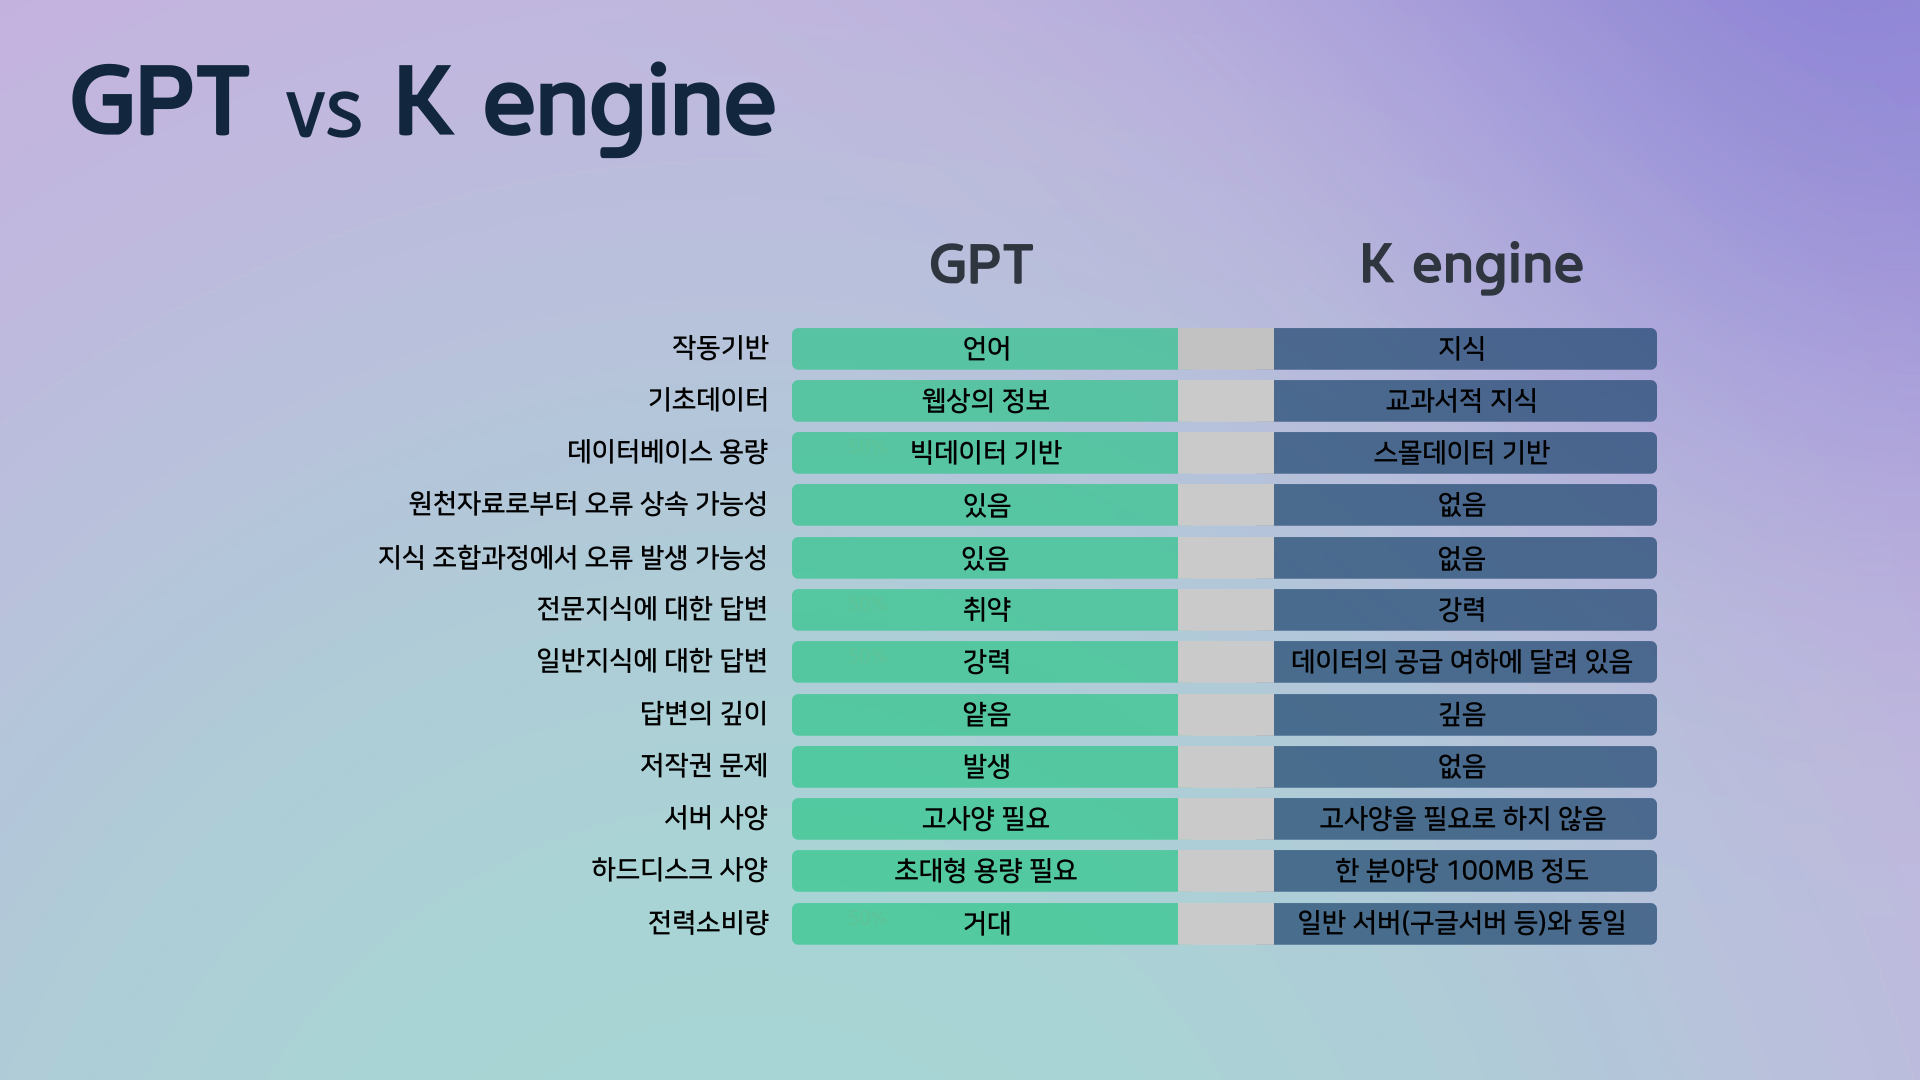 GPT vs K engine
GPT K engine
작동기반 언어 지식
기초데이터 웹상의 정보 교과서적 지식
데이터베이스 용량 빅데이터 기반 스몰데이터 기반
원천자료로부터 오류 상속 가능성 있음 없음
지식 조합과정에서 오류 발생 가능성 있음 없음
전문지식에 대한 답변 취약 강력
일반지식에 대한 답변 강력 데이터의 공급 여하에 달려 있음
답변의 깊이 얕음 깊음
저작권 문제 발생 없음
서버 사양 고사양 필요 고사양을 필요로 하지 않음
하드디스크 사양 초대형 용량 필요 한 분야당 100MB 정도
전력소비량 거대 일반 서버(구글서버 등)와 동일